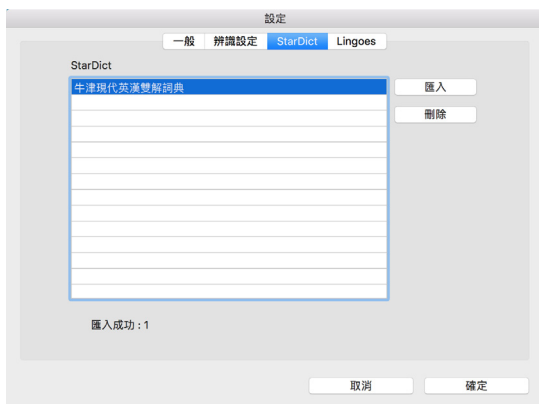 設定
一般 辨識設定 StarDict Lingoes
StarDict
牛津現代英漢雙解詞典
匯入
刪除
匯入成功 : 1
取消 確定